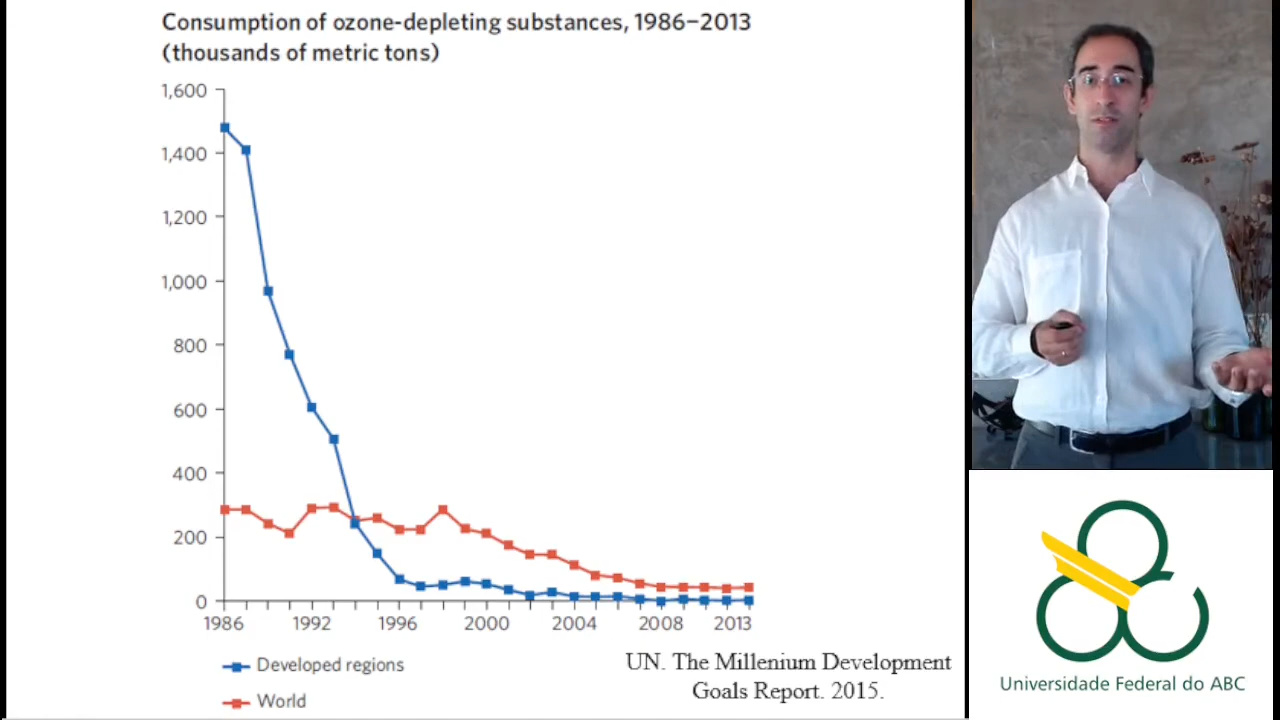 Consumption of ozone-depleting substances, 1986–2013
(thousands of metric tons)
1,600
1,400
1,200
1,000
800
600
400
200
0
1986 1992 1996 2000 2004 2008 2013
Developed regions
World
UN. The Millenium Development
Goals Report. 2015.
Universidade Federal do ABC